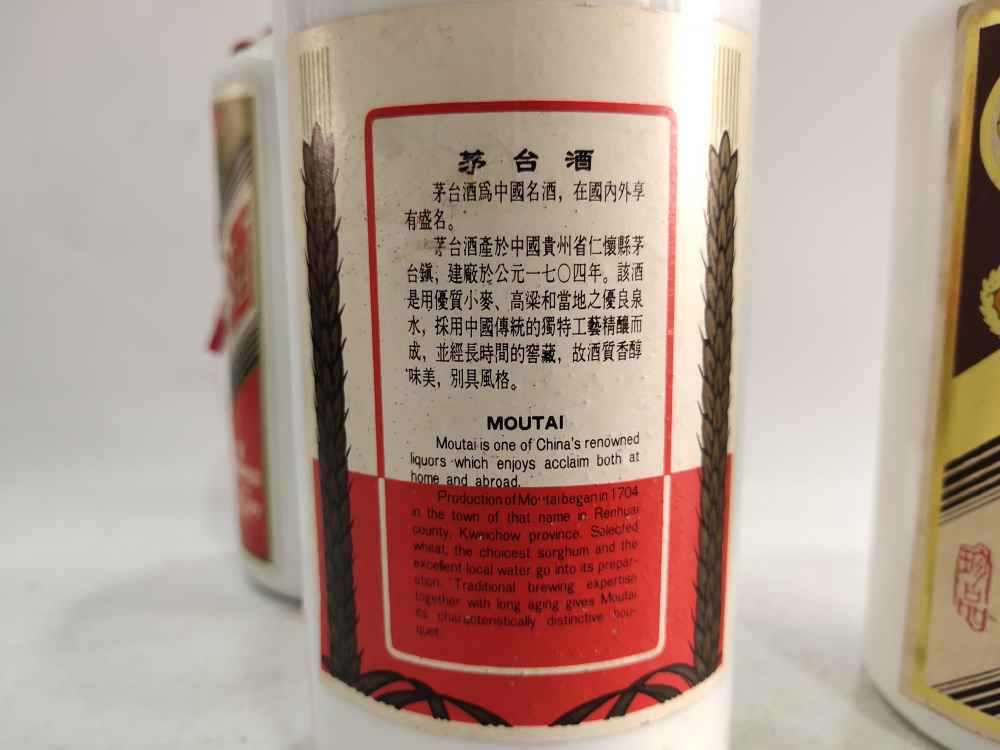 茅台酒
茅台酒爲中國名酒，在國內外享
有盛名。
茅台酒產於中國貴州省仁懷縣茅
台鎭，建廠於公元一七〇四年。該酒
是用優質小麥、高粱和當地之優良泉
水，採用中國傳統的獨特工藝精釀而
成，並經長時間的窖藏，故酒質香醇
味美，別具風格。
MOUTAI
Moutai is one of China's renowned
liquors which enjoys acclaim both at
home and abroad.
Production of Moutai began in 1704
in the town of that name in Renhuai
county, Kweichow province. Selected
wheat, the choicest sorghum and the
excellent local water go into its prepar-
ation. Traditional brewing expertise
together with long aging gives Moutai
its characteristically distinctive bou-
quet.
酒
珍品